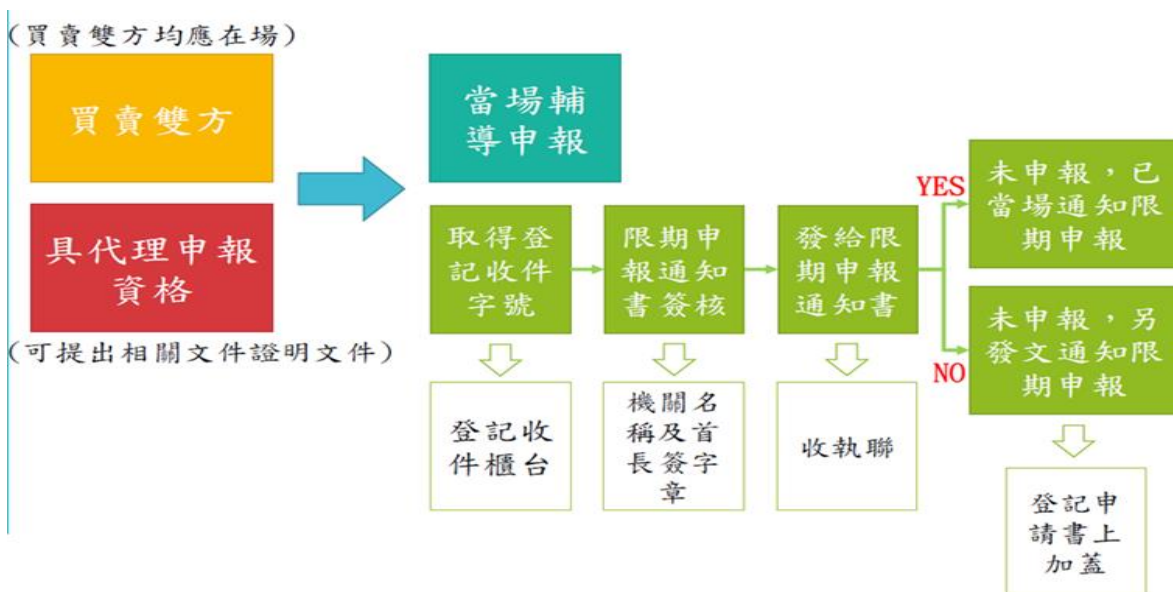 (買賣雙方均應在場)
買賣雙方
具代理申報
資格
(可提出相關文件證明文件)
當場輔
導申報
取得登
記收件
字號
限期申
報通知
書簽核
發給限
期申報
通知書
YES
未申報，已
當場通知限
期申報
NO
未申報，另
發文通知限
期申報
登記收
件櫃台
機關名
稱及首
長簽字
章
收執聯
登記申
請書上
加蓋